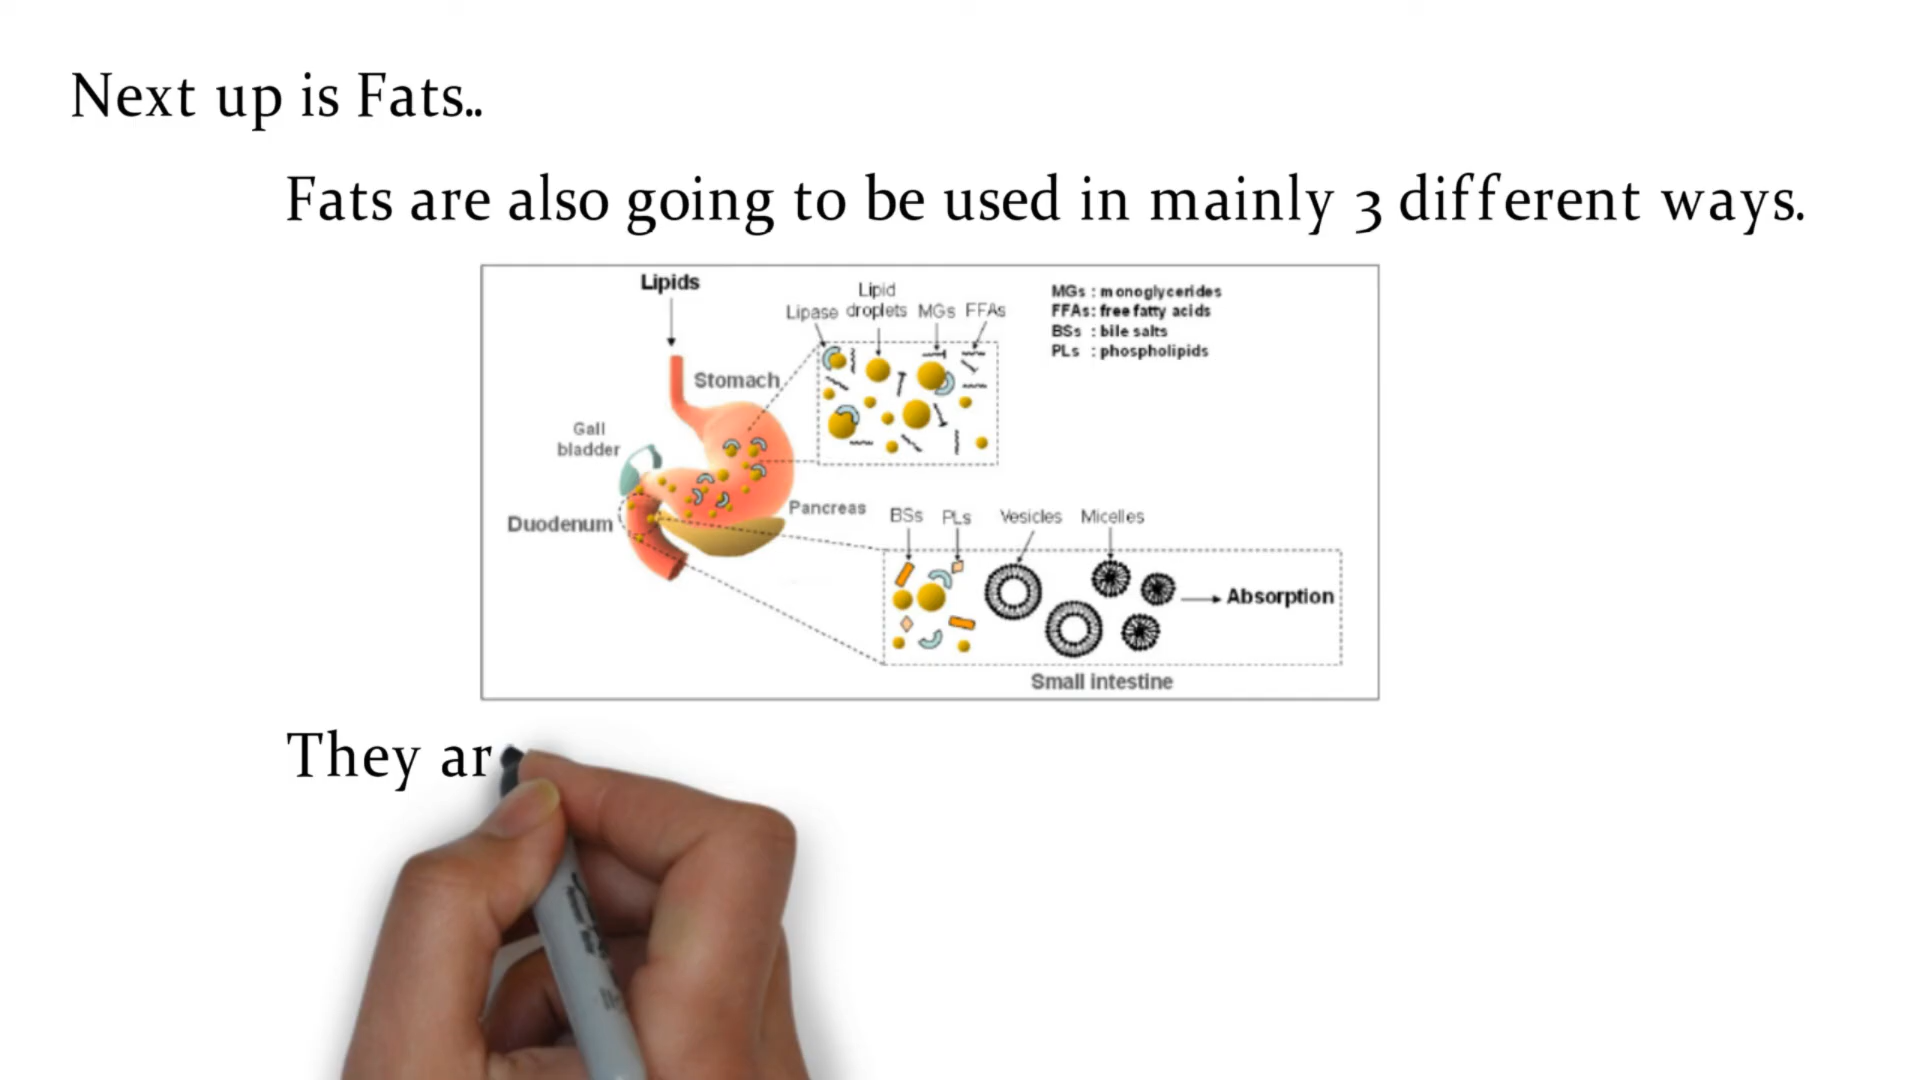 Next up is Fats..
Fats are also going to be used in mainly 3 different ways.
Lipids
Lipase
Lipid droplets
MGs
FFAs
MGs : monoglycerides
FFAs: free fatty acids
BSs : bile salts
PLs : phospholipids
Stomach
Gall bladder
Duodenum
Pancreas
BSs
PLs
Vesicles
Micelles
Absorption
Small intestine
They ar